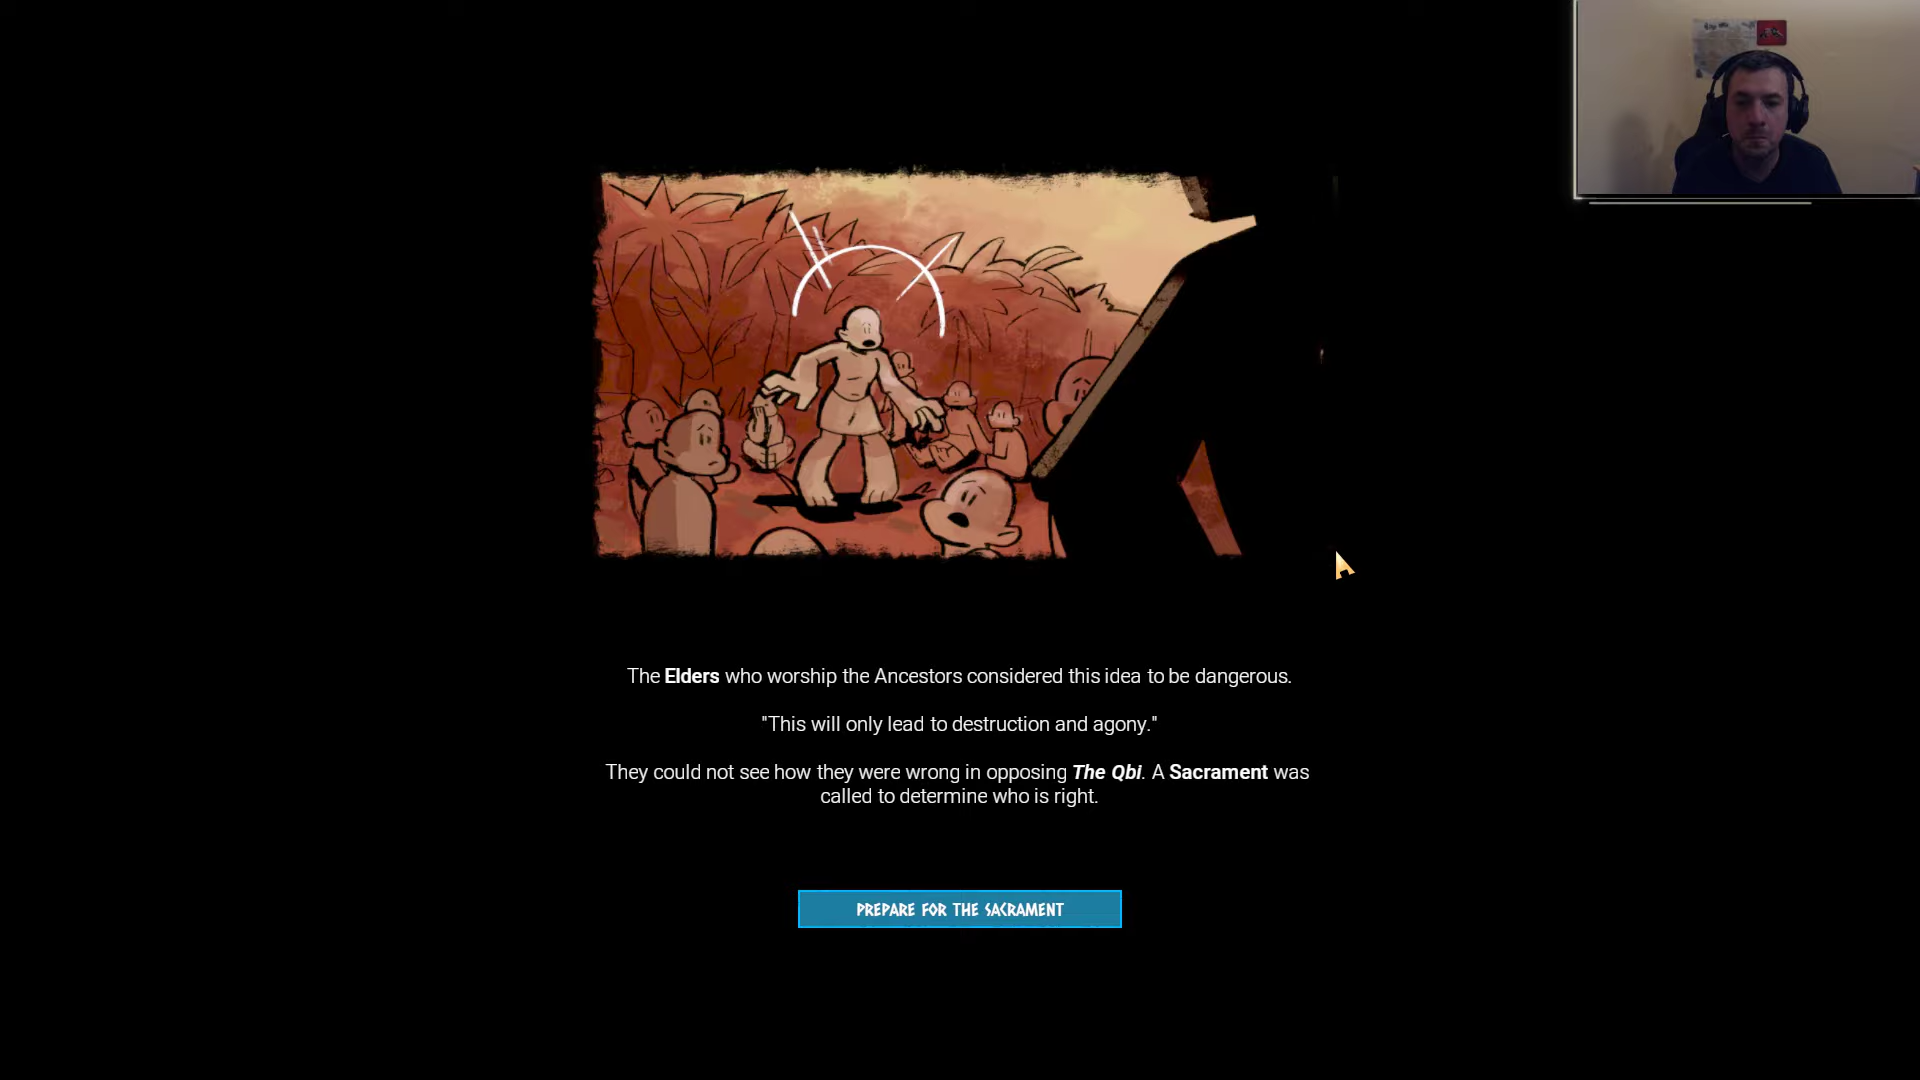 The Elders who worship the Ancestors considered this idea to be dangerous.
"This will only lead to destruction and agony."
They could not see how they were wrong in opposing The Qbi. A Sacrament was
called to determine who is right.
PREPARE FOR THE SACRAMENT